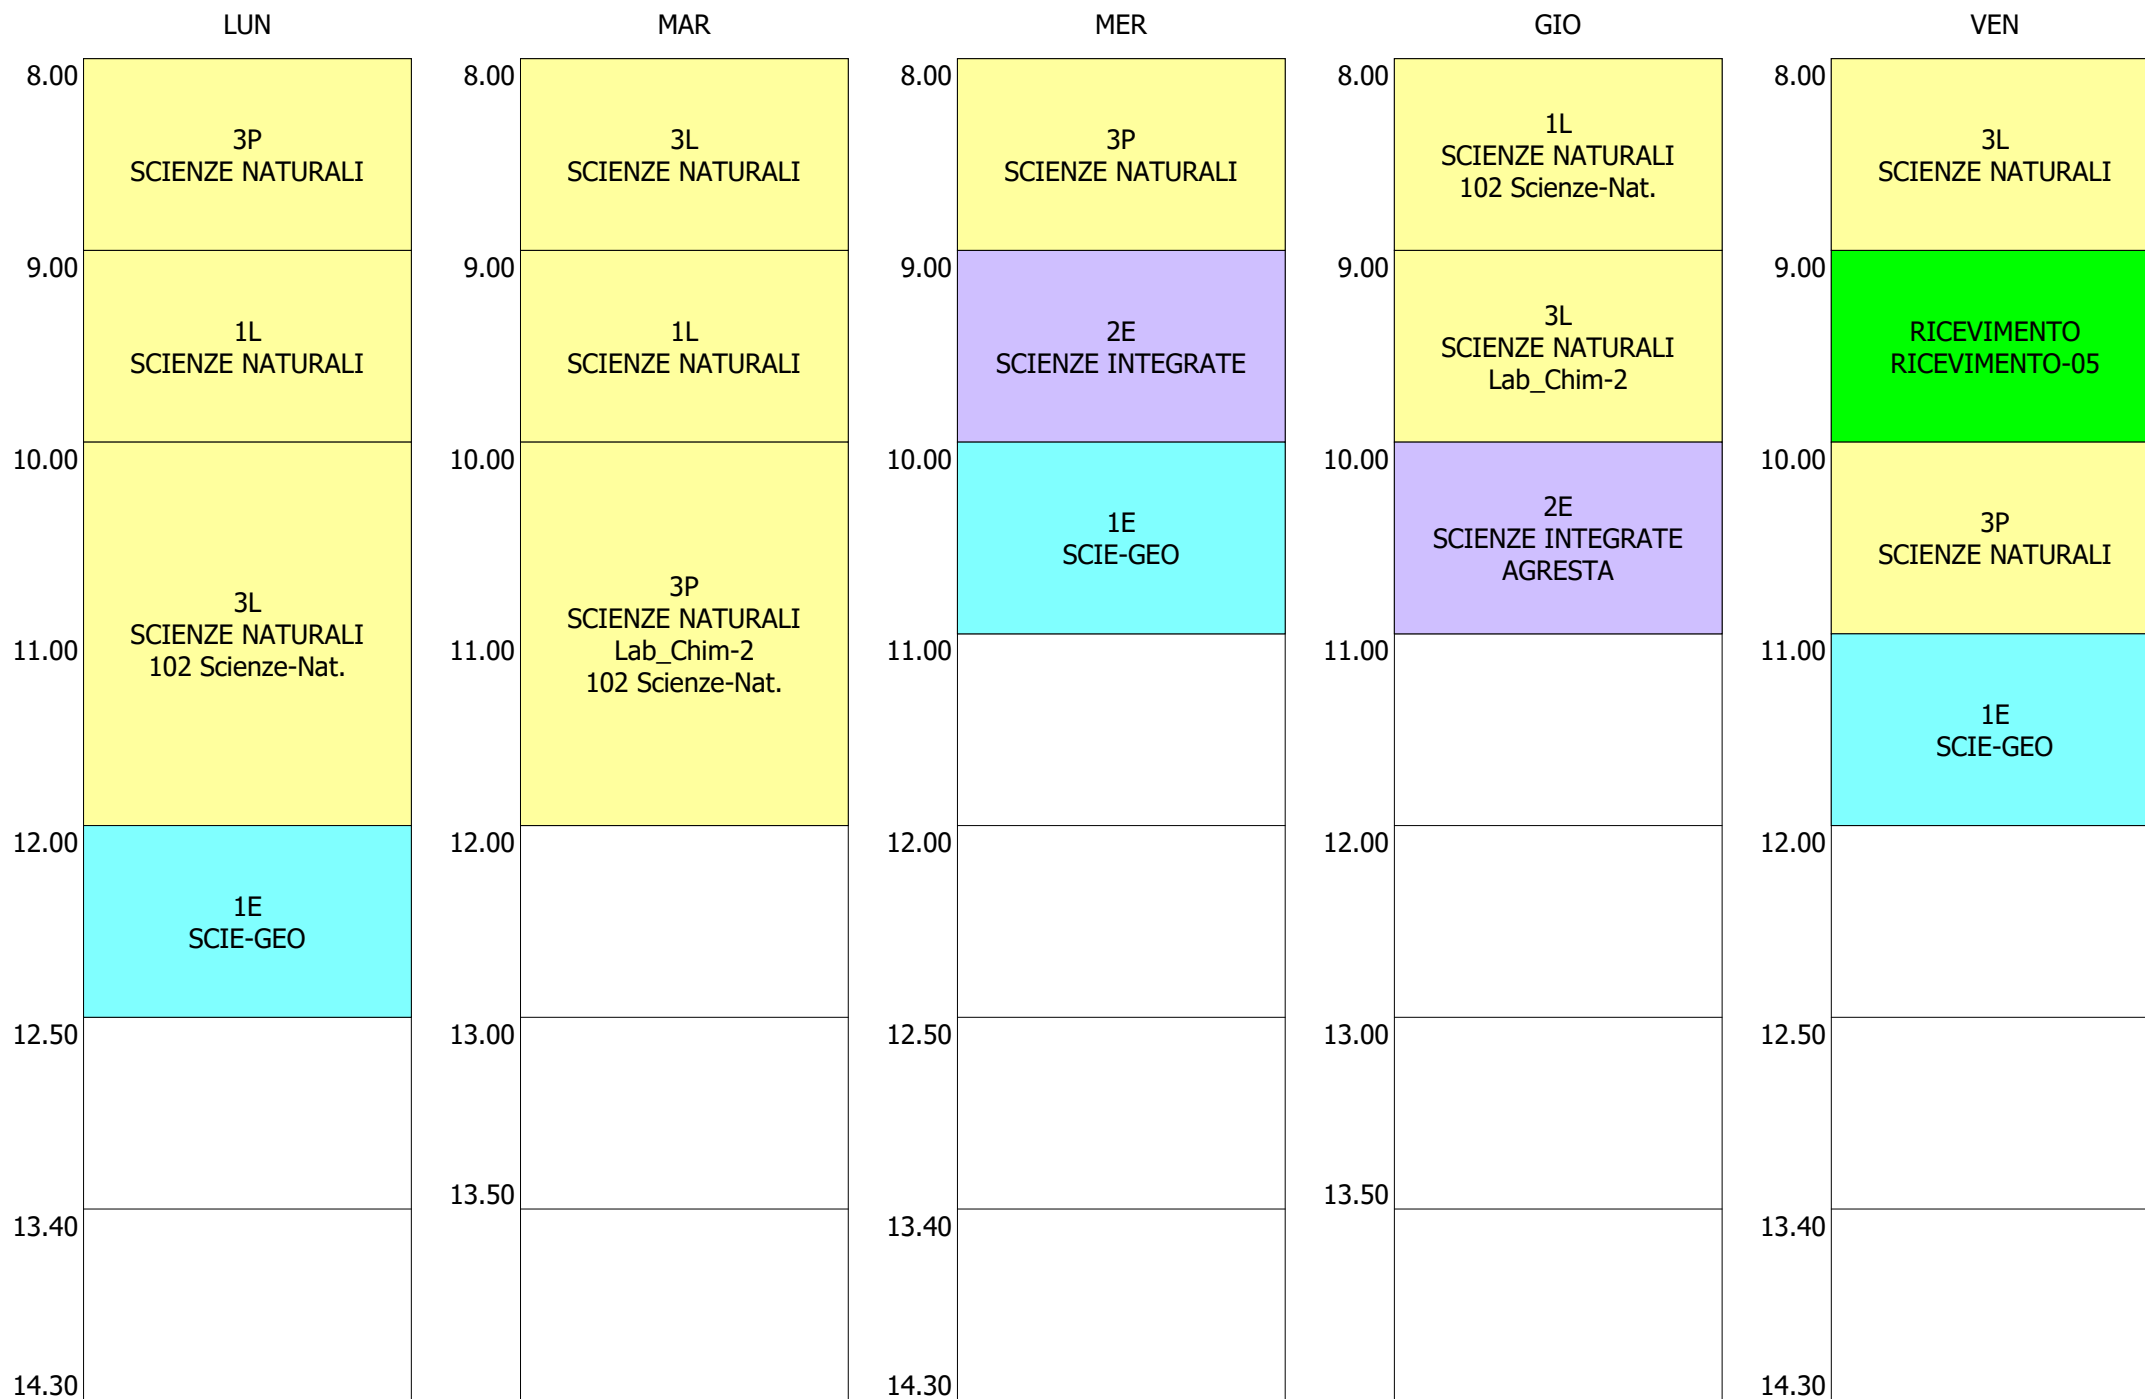 LUN
MAR
MER
GIO
VEN
8.00
3P
SCIENZE NATURALI
9.00
1L
SCIENZE NATURALI
10.00
3L
SCIENZE NATURALI
102 Scienze-Nat.
11.00
12.00
1E
SCIE-GEO
12.50
13.40
14.30
8.00
3L
SCIENZE NATURALI
9.00
1L
SCIENZE NATURALI
10.00
3P
SCIENZE NATURALI
Lab_Chim-2
102 Scienze-Nat.
11.00
12.00
13.00
13.50
8.00
3P
SCIENZE NATURALI
9.00
2E
SCIENZE INTEGRATE
10.00
1E
SCIE-GEO
11.00
12.00
12.50
13.40
14.30
8.00
1L
SCIENZE NATURALI
102 Scienze-Nat.
9.00
3L
SCIENZE NATURALI
Lab_Chim-2
10.00
2E
SCIENZE INTEGRATE
AGRESTA
11.00
12.00
13.00
13.50
8.00
3L
SCIENZE NATURALI
9.00
RICEVIMENTO
RICEVIMENTO-05
10.00
3P
SCIENZE NATURALI
11.00
1E
SCIE-GEO
12.00
12.50
13.40
14.30